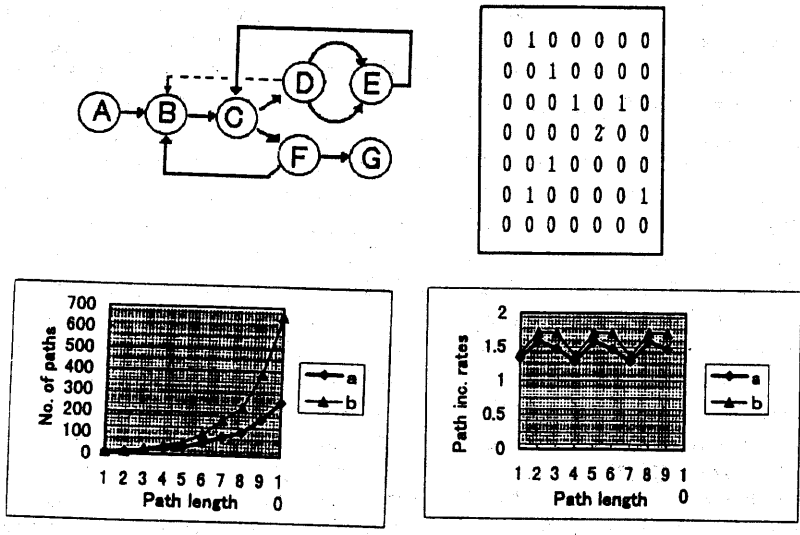 A B C D E
F G
0 1 0 0 0 0 0
0 0 1 0 0 0 0
0 0 0 1 0 1 0
0 0 0 0 2 0 0
0 0 1 0 0 0 0
0 1 0 0 0 0 1
0 0 0 0 0 0 0
No. of paths
700
600
500
400
300
200
100
0
1 2 3 4 5 6 7 8 9 10
Path length
a
b
Path inc. rates
2
1.5
1
0.5
0
1 2 3 4 5 6 7 8 9 10
Path length
a
b